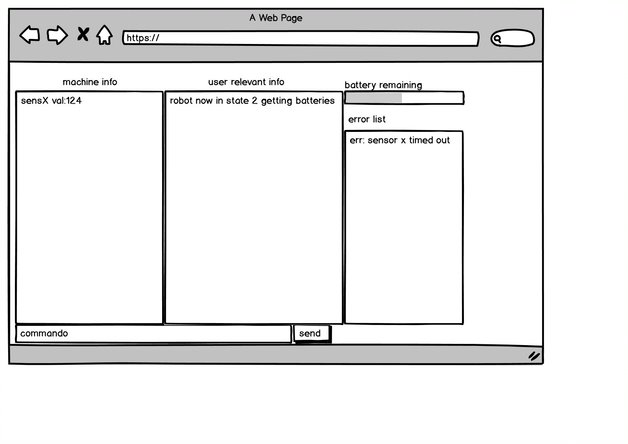 A Web Page
https://
machine info
user relevant info
battery remaining
sensX val:124
robot now in state 2 getting batteries
error list
err: sensor x timed out
commando
send